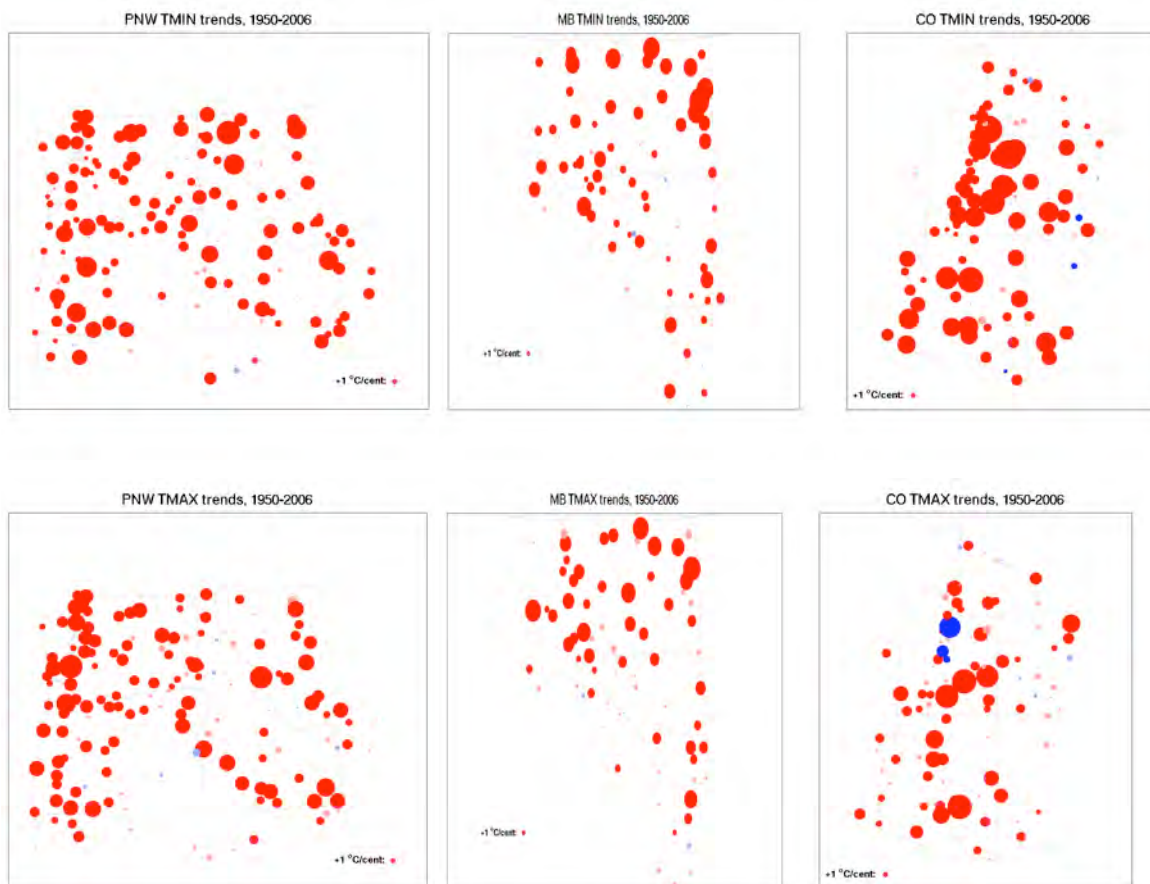 PNW TMIN trends, 1950-2006
MB TMIN trends, 1950-2006
CO TMIN trends, 1950-2006
+1 °C/cent:
+1 °C/cent:
+1 °C/cent:
PNW TMAX trends, 1950-2006
MB TMAX trends, 1950-2006
CO TMAX trends, 1950-2006
+1 °C/cent:
+1 °C/cent:
+1 °C/cent: